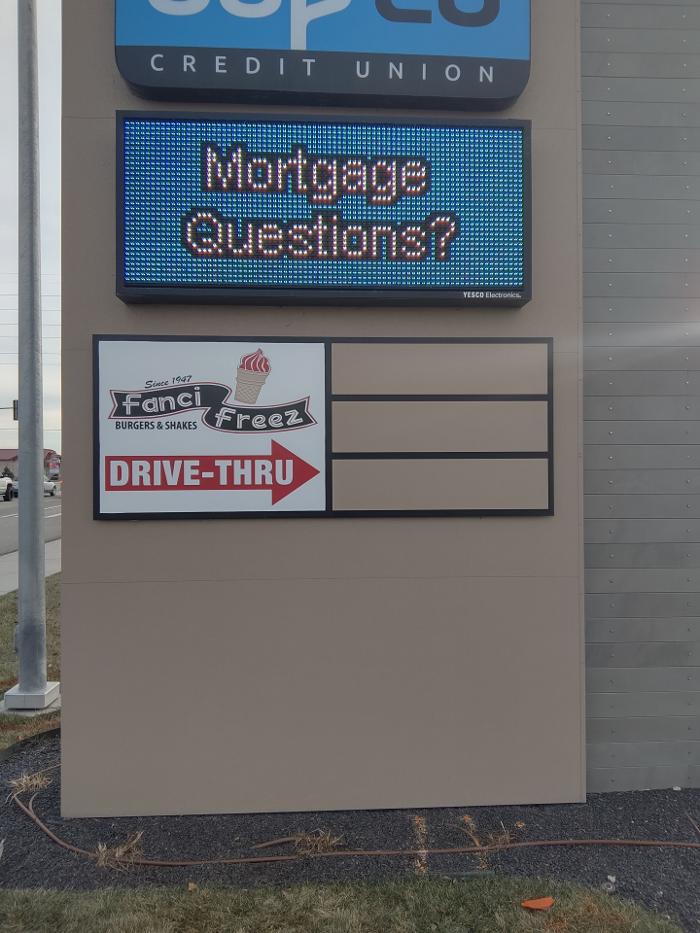 CREDIT UNION
Mortgage
Questions?
YESCO Electronics.
Since 1947
fanci freez
BURGERS & SHAKES
DRIVE-THRU